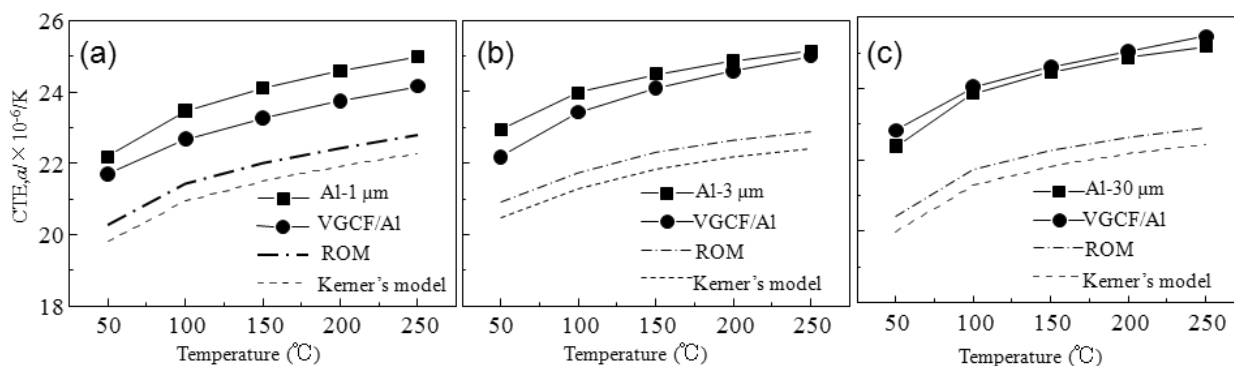 (a)
(b)
(c)
26
24
22
20
18
CTE,al × 10-6/K
Al-1 μm
VGCF/Al
ROM
Kerner's model
Al-3 μm
VGCF/Al
ROM
Kemer's model
Al-30 μm
VGCF/Al
ROM
Kerner's model
50 100 150 200 250
50 100 150 200 250
50 100 150 200 250
Temperature (℃)
Temperature (℃)
Temperature (℃)